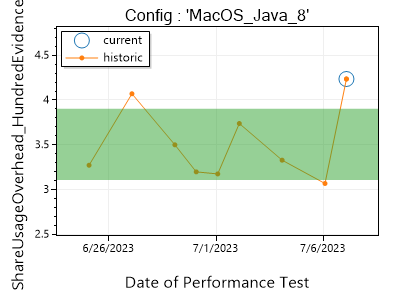 Config : 'MacOS_Java_8'
current
historic
ShareUsageOverhead_HundredEvidence
4.5
4
3.5
3
2.5
6/26/2023
7/1/2023
7/6/2023
Date of Performance Test